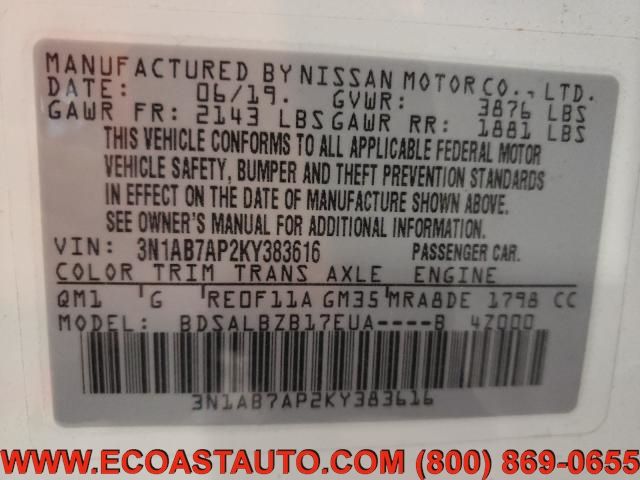 MANUFACTURED BY NISSAN MOTOR CO., LTD.
DATE: 06/19. GVWR: 3876 LBS
GAWR FR: 2143 LBS GAWR RR: 1881 LBS
THIS VEHICLE CONFORMS TO ALL APPLICABLE FEDERAL MOTOR
VEHICLE SAFETY, BUMPER AND THEFT PREVENTION STANDARDS
IN EFFECT ON THE DATE OF MANUFACTURE SHOWN ABOVE.
SEE OWNER'S MANUAL FOR ADDITIONAL INFORMATION.
VIN: 3N1AB7AP2KY383616 PASSENGER CAR.
COLOR TRIM TRANS AXLE ENGINE
QM1 G RE0F11A GM35 MRA8DE 1798 CC
MODEL: BDSALBZB17EUA----B 4Z000
3N1AB7AP2KY383616
WWW.ECOASTAUTO.COM (800) 869-0655